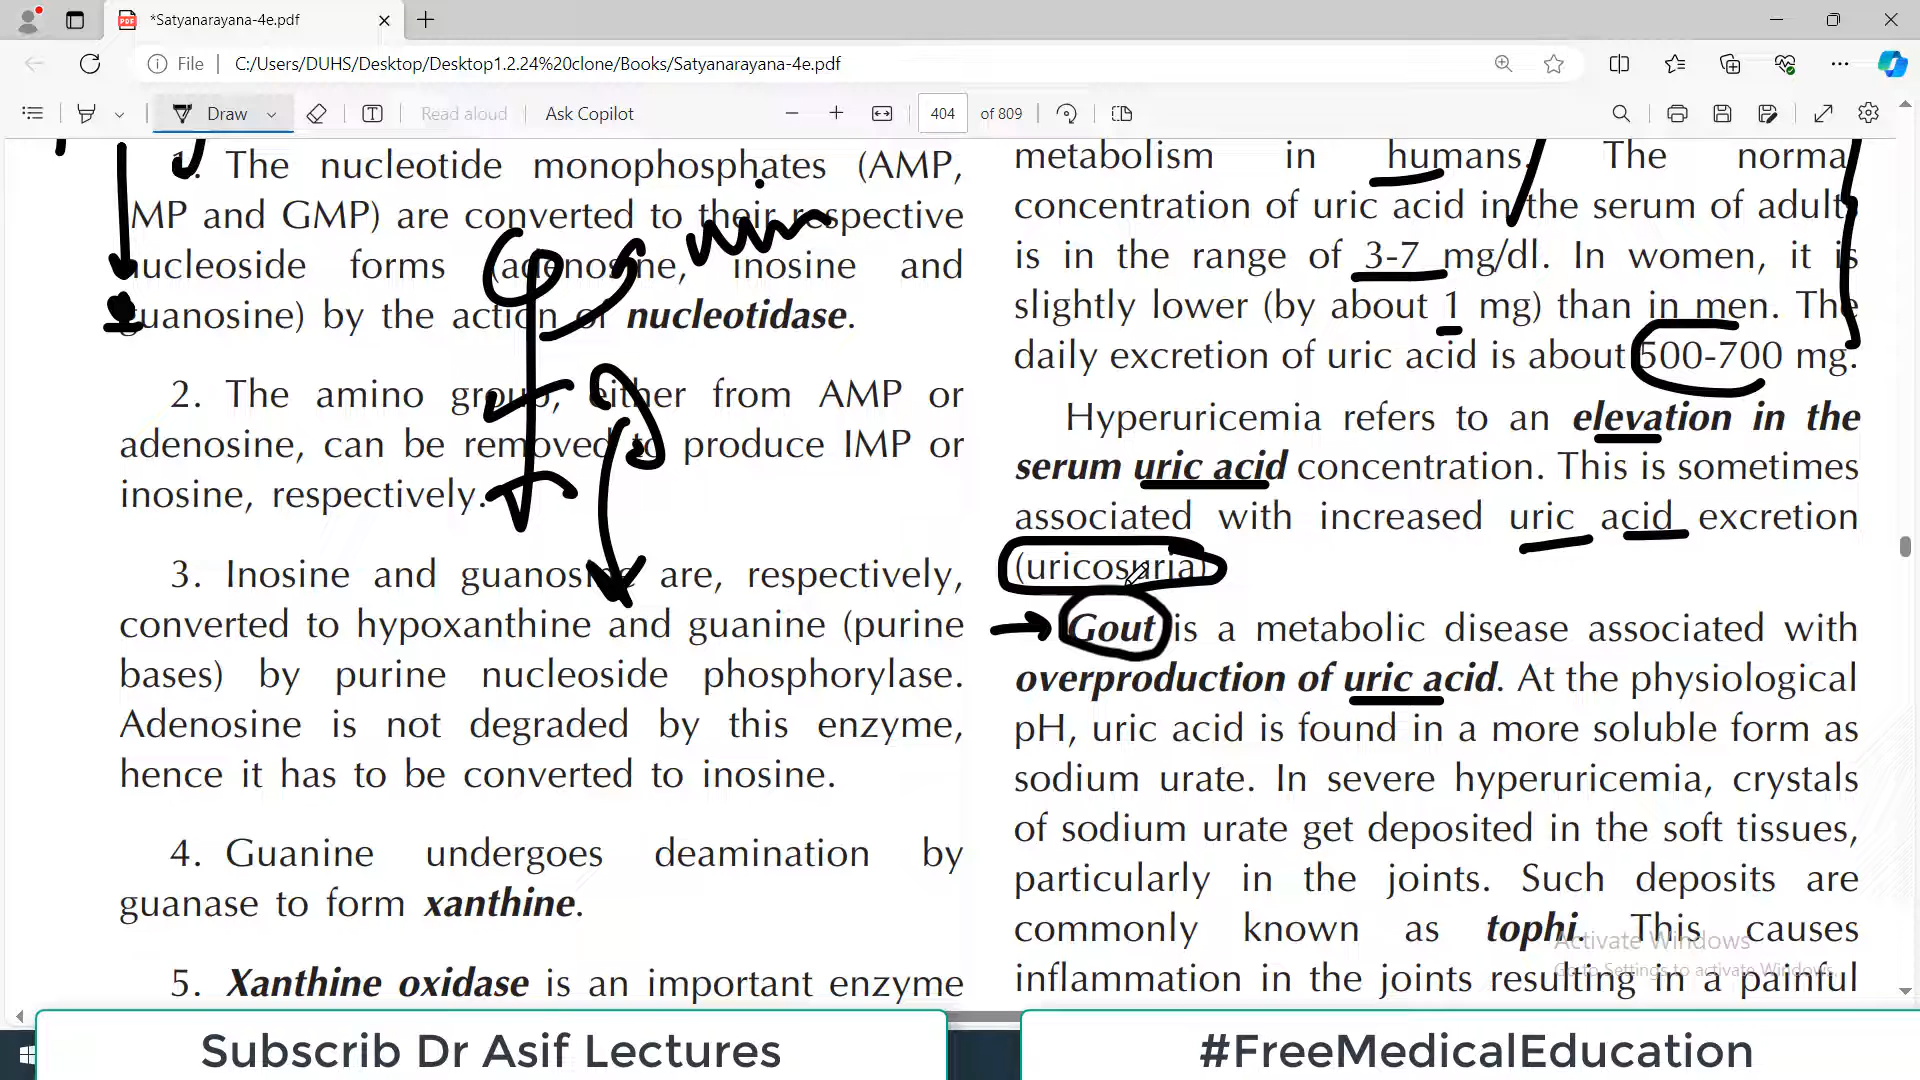 *Satyanarayana-4e.pdf
File
C:/Users/DUHS/Desktop/Desktop1.2.24%20clone/Books/Satyanarayana-4e.pdf
Draw
Read aloud
Ask Copilot
404 of 809
1. The nucleotide monophosphates (AMP,
MP and GMP) are converted to their respective
nucleoside forms (adenosine, inosine and
guanosine) by the action of nucleotidase.
2. The amino group, either from AMP or
adenosine, can be removed to produce IMP or
inosine, respectively.
3. Inosine and guanosine are, respectively,
converted to hypoxanthine and guanine (purine
bases) by purine nucleoside phosphorylase.
Adenosine is not degraded by this enzyme,
hence it has to be converted to inosine.
4. Guanine undergoes deamination by
guanase to form xanthine.
5. Xanthine oxidase is an important enzyme
metabolism in humans. The normal
concentration of uric acid in the serum of adults
is in the range of 3-7 mg/dl. In women, it is
slightly lower (by about 1 mg) than in men. The
daily excretion of uric acid is about 500-700 mg.
Hyperuricemia refers to an elevation in the
serum uric acid concentration. This is sometimes
associated with increased uric acid excretion
(uricosuria)
Gout is a metabolic disease associated with
overproduction of uric acid. At the physiological
pH, uric acid is found in a more soluble form as
sodium urate. In severe hyperuricemia, crystals
of sodium urate get deposited in the soft tissues,
particularly in the joints. Such deposits are
commonly known as tophi. This causes
inflammation in the joints resulting in a painful
Activate Windows
Go to Settings to activate Windows.
Subscrib Dr Asif Lectures
#FreeMedicalEducation